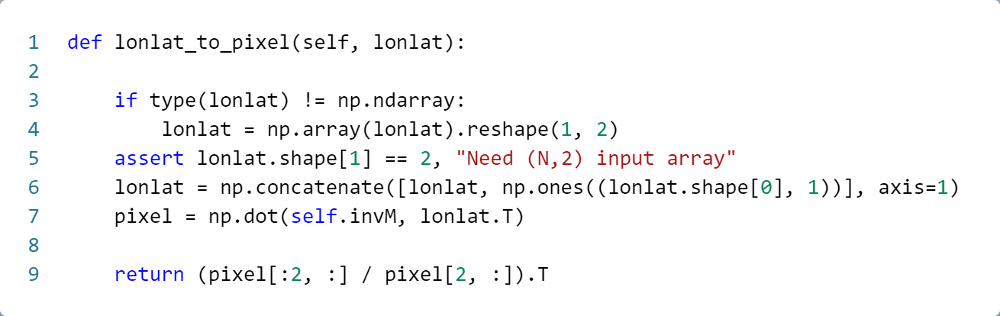 1 def lonlat_to_pixel(self, lonlat):
2
3     if type(lonlat) != np.ndarray:
4         lonlat = np.array(lonlat).reshape(1, 2)
5     assert lonlat.shape[1] == 2, "Need (N,2) input array"
6     lonlat = np.concatenate([lonlat, np.ones((lonlat.shape[0], 1))], axis=1)
7     pixel = np.dot(self.invM, lonlat.T)
8
9     return (pixel[:2, :] / pixel[2, :]).T